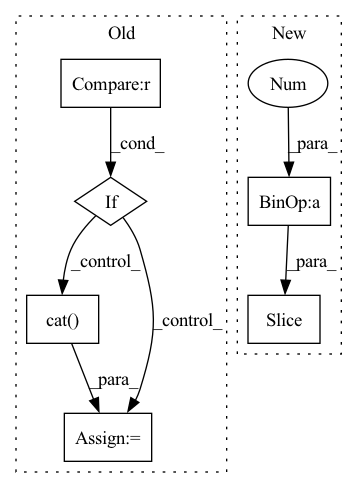 Old
New
Compare:r
Num
_cond_
_para_
If
BinOp:a
_control_
_para_
cat()
_control_
Slice
_para_
Assign:=